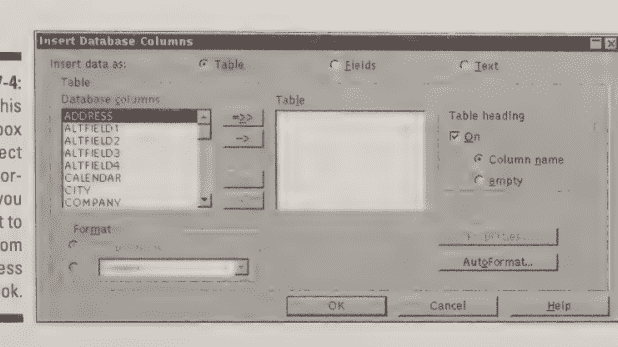 Insert Database Columns
Insert data as: Table Fields Text
Table
Database columns
ADDRESS
ALTFIELD1
ALTFIELD2
ALTFIELD3
ALTFIELD4
CALENDAR
CITY
COMPANY
=>>
->
Table
Table heading
On
Column name
empty
Format
AutoFormat...
OK Cancel Help
7-4:
his
box
ect
or-
you
t to
om
ess
ok.